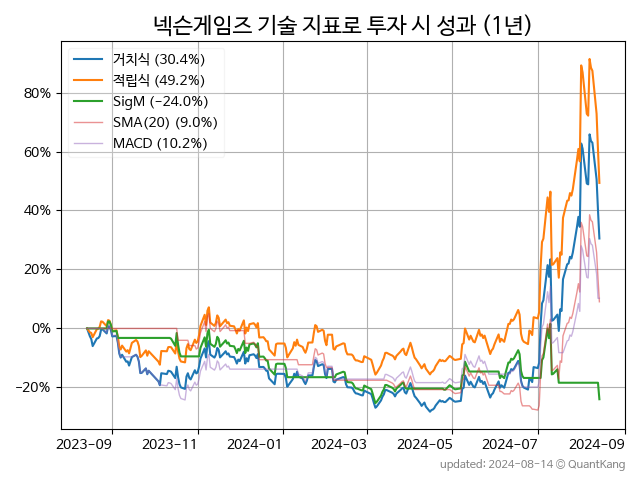 넥슨게임즈 기술 지표로 투자 시 성과 (1년)
거치식 (30.4%)
적립식 (49.2%)
SigM (−24.0%)
SMA(20) (9.0%)
MACD (10.2%)
80%
60%
40%
20%
0%
−20%
2023-09 2023-11 2024-01 2024-03 2024-05 2024-07 2024-09
updated: 2024-08-14 @ QuantKang